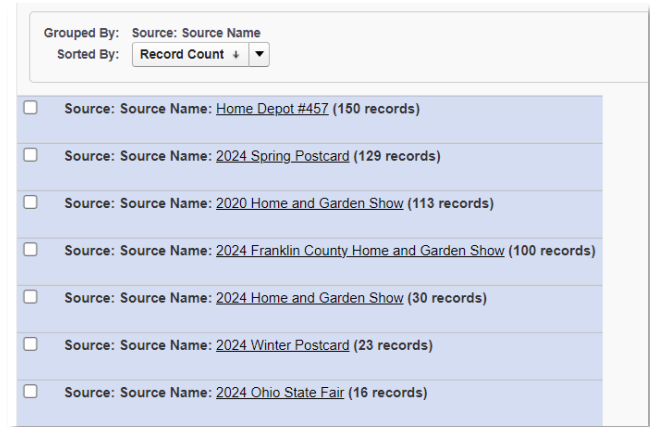 Grouped By: Source: Source Name
Sorted By: Record Count ↓ ▼
Source: Source Name: Home Depot #457 (150 records)
Source: Source Name: 2024 Spring Postcard (129 records)
Source: Source Name: 2020 Home and Garden Show (113 records)
Source: Source Name: 2024 Franklin County Home and Garden Show (100 records)
Source: Source Name: 2024 Home and Garden Show (30 records)
Source: Source Name: 2024 Winter Postcard (23 records)
Source: Source Name: 2024 Ohio State Fair (16 records)